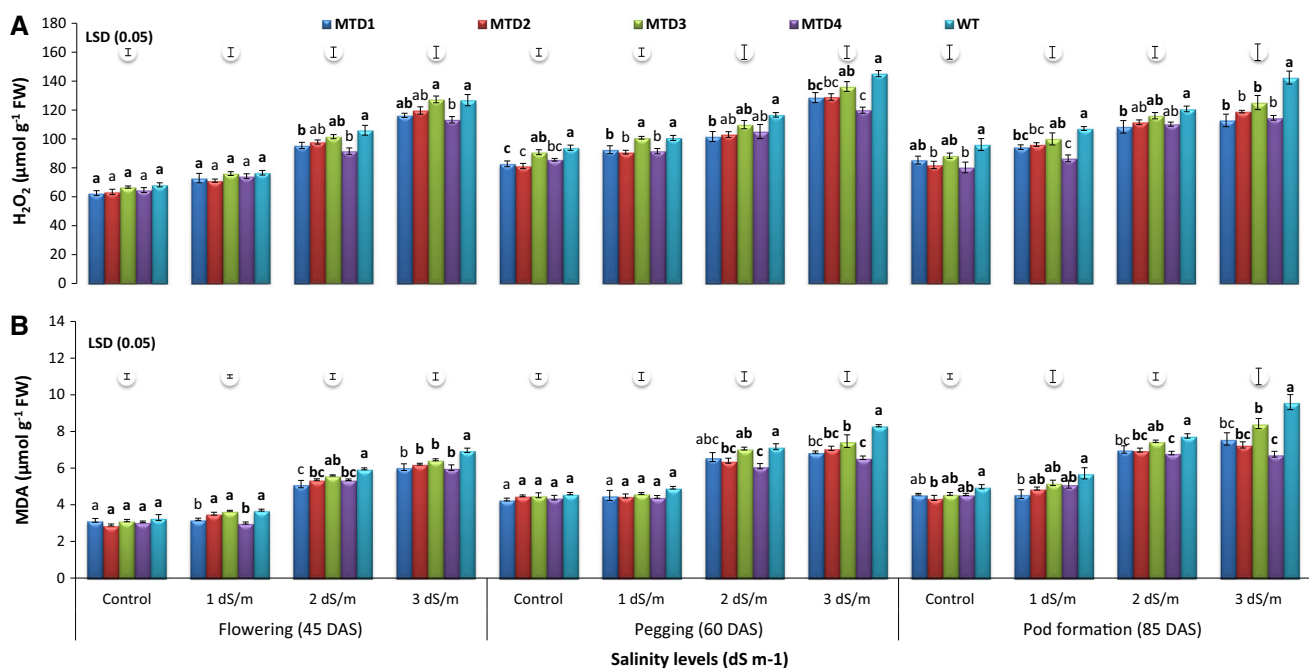 MTD1 MTD2 MTD3 MTD4 WT
A
LSD (0.05)
H₂O₂ (µmol g⁻¹ FW)
180
160
140
120
100
80
60
40
20
0
a a a a a
a a a a a
b ab a b a
ab ab a b a
c c ab bc a
b b a b a
b ab ab ab a
bc bc ab c a
ab b ab b a
bc bc ab c a
b ab ab ab a
b b b b a
B
LSD (0.05)
MDA (µmol g⁻¹ FW)
14
12
10
8
6
4
2
0
a a a a a
b a a b a
c bc b bc a
b b b b a
a a a a a
a a a a a
abc bc ab c a
bc bc b c a
ab b ab ab a
b ab ab ab a
bc bc ab c a
bc bc b c a
Control 1 dS/m 2 dS/m 3 dS/m Control 1 dS/m 2 dS/m 3 dS/m Control 1 dS/m 2 dS/m 3 dS/m
Flowering (45 DAS) Pegging (60 DAS) Pod formation (85 DAS)
Salinity levels (dS m-1)